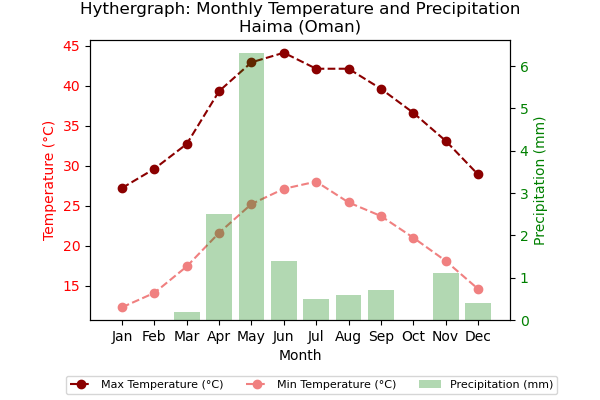 Hythergraph: Monthly Temperature and Precipitation
Haima (Oman)
Temperature (°C)
45
40
35
30
25
20
15
Precipitation (mm)
6
5
4
3
2
1
0
Jan Feb Mar Apr May Jun Jul Aug Sep Oct Nov Dec
Month
Max Temperature (°C) Min Temperature (°C) Precipitation (mm)